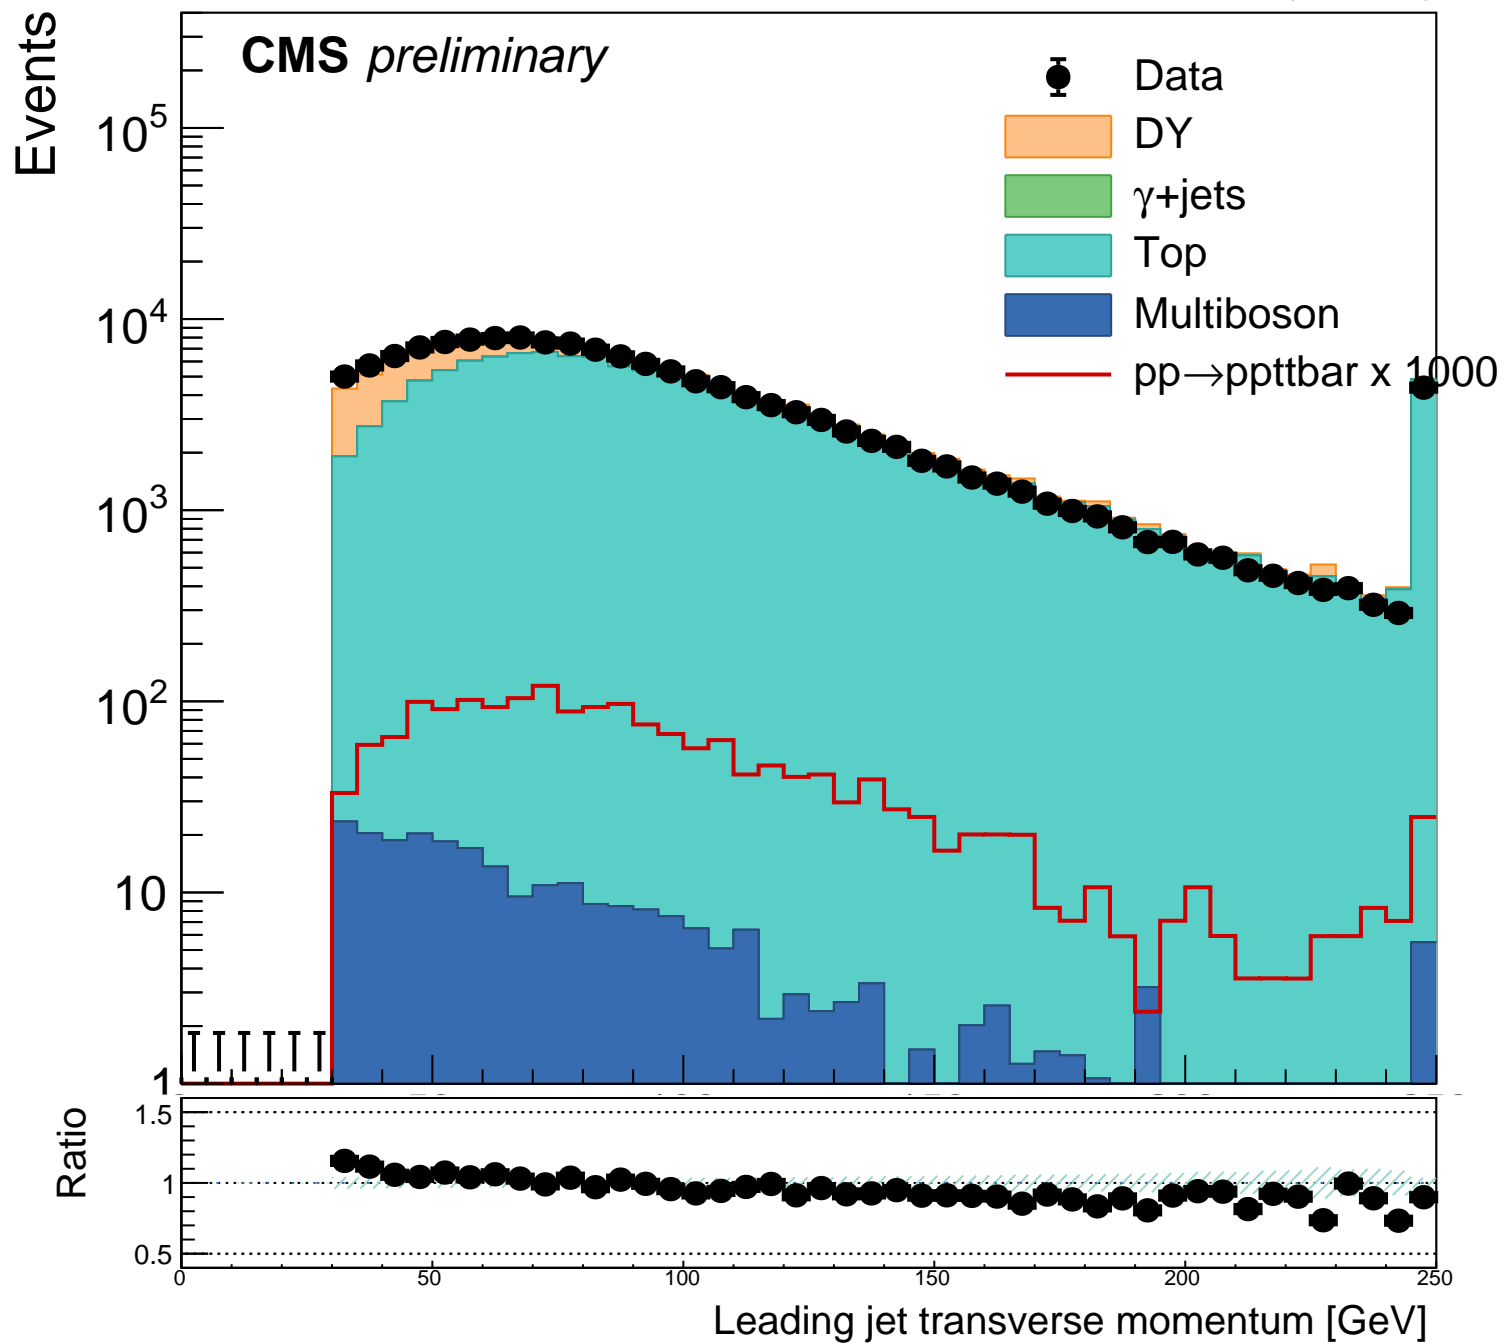 CMS preliminary
Events
Data
DY
γ+jets
Top
Multiboson
pp→ppttbar x 1000
10^5
10^4
10^3
10^2
10
1
Ratio
1.5
1
0.5
0 50 100 150 200 250
Leading jet transverse momentum [GeV]